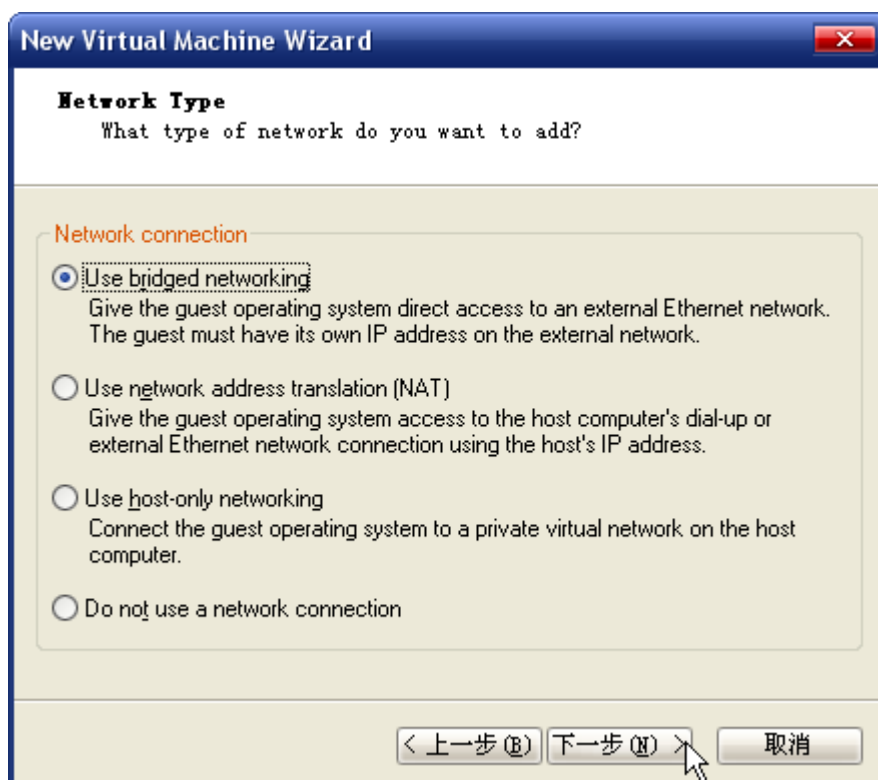 New Virtual Machine Wizard
Network Type
What type of network do you want to add?
Network connection
Use bridged networking
Give the guest operating system direct access to an external Ethernet network.
The guest must have its own IP address on the external network.
Use network address translation (NAT)
Give the guest operating system access to the host computer's dial-up or
external Ethernet network connection using the host's IP address.
Use host-only networking
Connect the guest operating system to a private virtual network on the host
computer.
Do not use a network connection
< 上一步(B) 下一步(N) > 取消